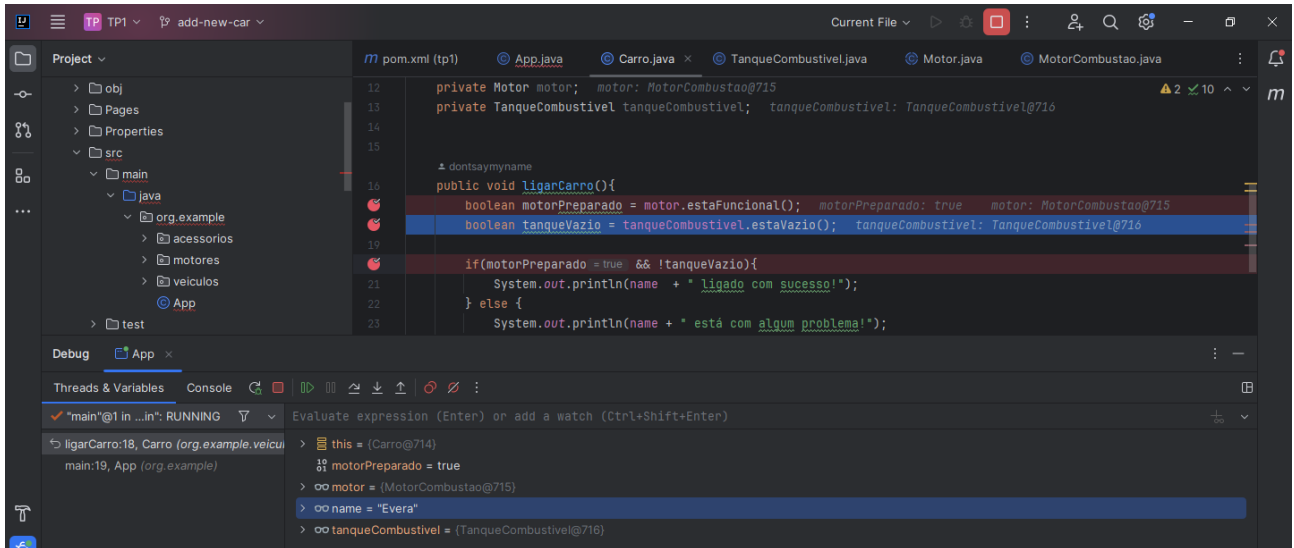 TP TP1 add-new-car Current File
Project
pom.xml (tp1) App.java Carro.java TanqueCombustivel.java Motor.java MotorCombustao.java
obj
Pages
Properties
src
main
java
org.example
acessorios
motores
veiculos
App
test
12 private Motor motor; motor: MotorCombustao@715
2 10
13 private TanqueCombustivel tanqueCombustivel; tanqueCombustivel: TanqueCombustivel@716
14
15
dontsaymyname
16 public void ligarCarro(){
boolean motorPreparado = motor.estaFuncional(); motorPreparado: true motor: MotorCombustao@715
boolean tanqueVazio = tanqueCombustivel.estaVazio(); tanqueCombustivel: TanqueCombustivel@716
19
if(motorPreparado = true && !tanqueVazio){
21 System.out.println(name + " ligado com sucesso!");
22 } else {
23 System.out.println(name + " está com algum problema!");
Debug App
Threads & Variables Console
"main"@1 in ...in": RUNNING
Evaluate expression (Enter) or add a watch (Ctrl+Shift+Enter)
ligarCarro:18, Carro (org.example.veicul
main:19, App (org.example)
this = {Carro@714}
motorPreparado = true
motor = {MotorCombustao@715}
name = "Evera"
tanqueCombustivel = {TanqueCombustivel@716}